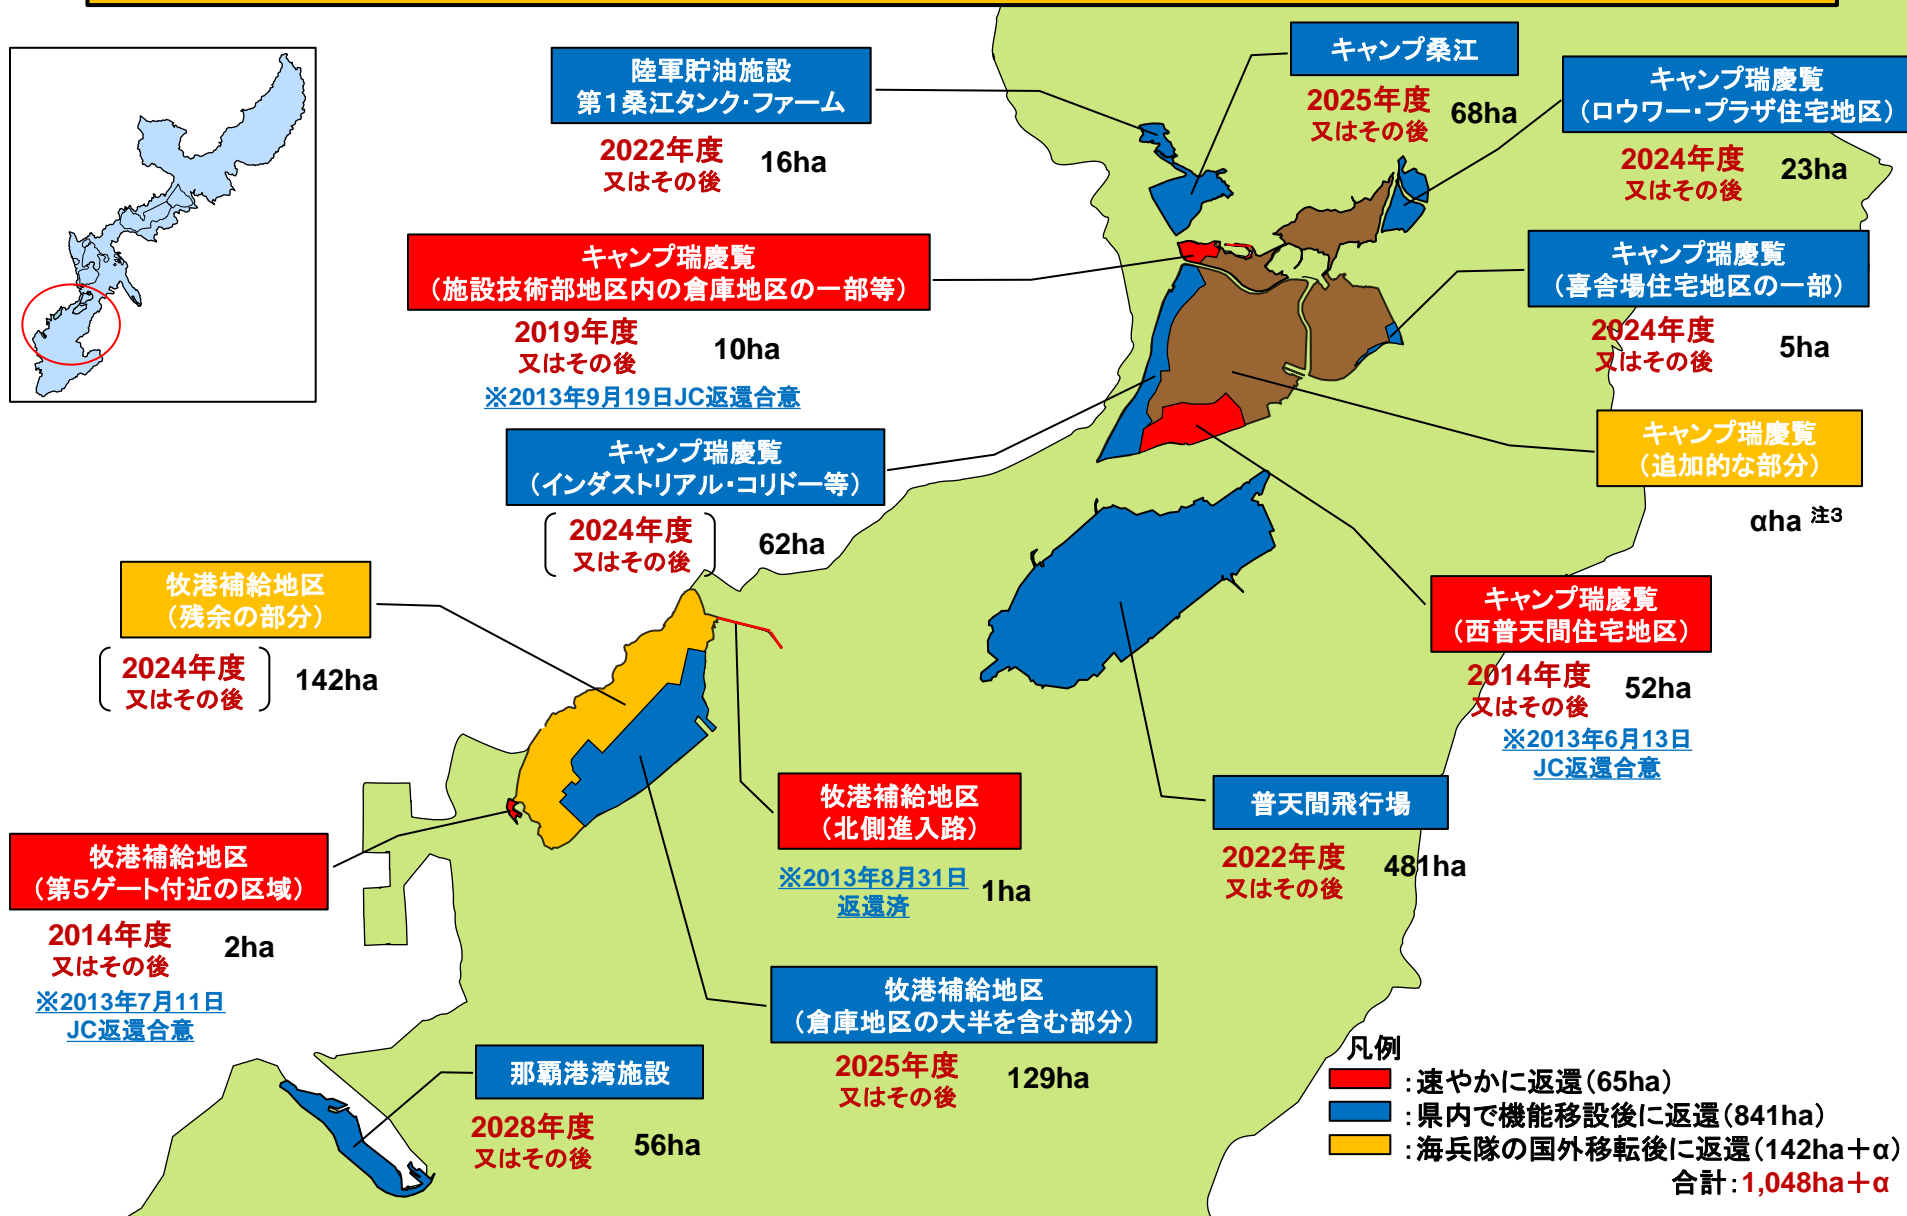 陸軍貯油施設
第1桑江タンク・ファーム
2022年度
又はその後
16ha
キャンプ桑江
2025年度
又はその後
68ha
キャンプ瑞慶覧
（ロウワー・プラザ住宅地区）
2024年度
又はその後
23ha
キャンプ瑞慶覧
（施設技術部地区内の倉庫地区の一部等）
2019年度
又はその後
10ha
※2013年9月19日JC返還合意
キャンプ瑞慶覧
（喜舎場住宅地区の一部）
2024年度
又はその後
5ha
キャンプ瑞慶覧
（インダストリアル・コリドー等）
2024年度
又はその後
62ha
キャンプ瑞慶覧
（追加的な部分）
αha 注3
牧港補給地区
（残余の部分）
2024年度
又はその後
142ha
キャンプ瑞慶覧
（西普天間住宅地区）
2014年度
又はその後
52ha
※2013年6月13日
JC返還合意
牧港補給地区
（北側進入路）
※2013年8月31日
返還済
1ha
普天間飛行場
2022年度
又はその後
481ha
牧港補給地区
（第5ゲート付近の区域）
2014年度
又はその後
2ha
※2013年7月11日
JC返還合意
牧港補給地区
（倉庫地区の大半を含む部分）
2025年度
又はその後
129ha
那覇港湾施設
2028年度
又はその後
56ha
凡例
：速やかに返還（65ha）
：県内で機能移設後に返還（841ha）
：海兵隊の国外移転後に返還（142ha＋α）
合計：1,048ha＋α